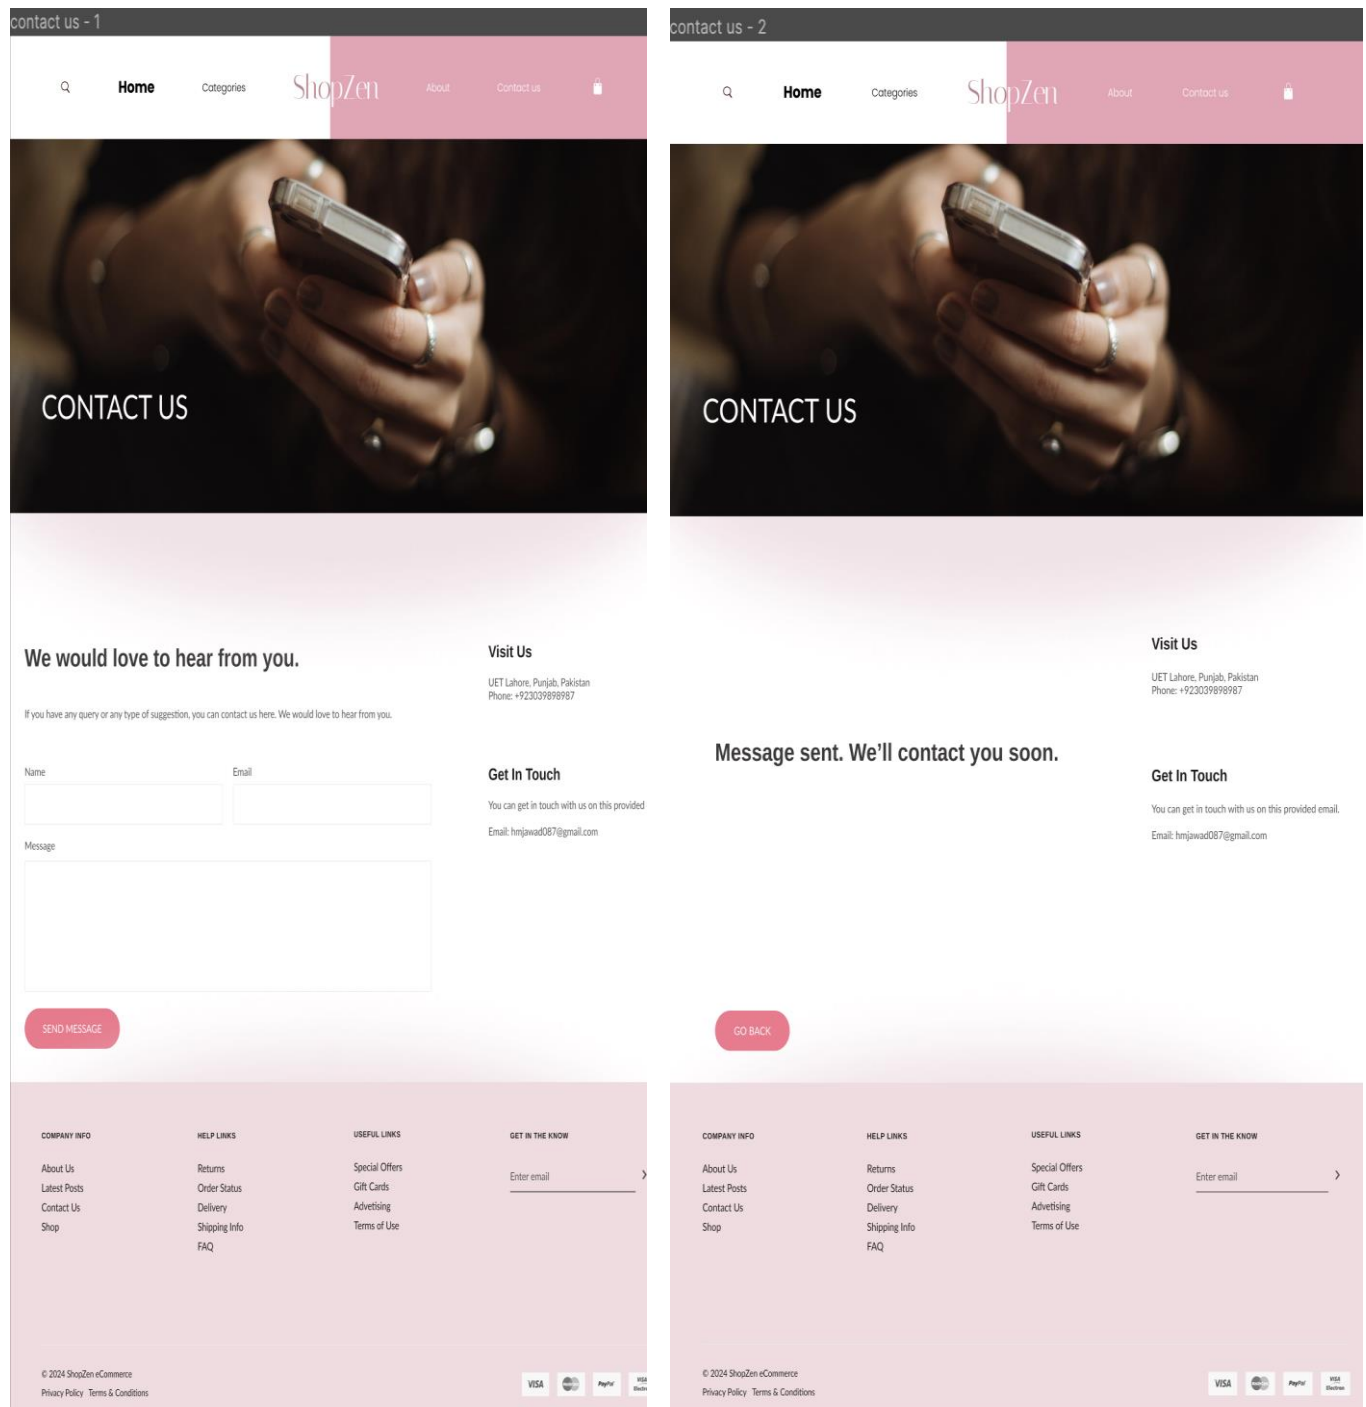 contact us - 1
Home
Categories
ShopZen
About
Contact us
CONTACT US
We would love to hear from you.
If you have any query or any type of suggestion, you can contact us here. We would love to hear from you.
Name
Email
Message
SEND MESSAGE
Visit Us
UET Lahore, Punjab, Pakistan
Phone: +923039898987
Get In Touch
You can get in touch with us on this provided
Email: hmjawad087@gmail.com
COMPANY INFO
About Us
Latest Posts
Contact Us
Shop
HELP LINKS
Returns
Order Status
Delivery
Shipping Info
FAQ
USEFUL LINKS
Special Offers
Gift Cards
Advetising
Terms of Use
GET IN THE KNOW
Enter email
© 2024 ShopZen eCommerce
Privacy Policy Terms & Conditions
VISA
PayPal
VISA
contact us - 2
Home
Categories
ShopZen
About
Contact us
CONTACT US
Message sent. We’ll contact you soon.
GO BACK
Visit Us
UET Lahore, Punjab, Pakistan
Phone: +923039898987
Get In Touch
You can get in touch with us on this provided email.
Email: hmjawad087@gmail.com
COMPANY INFO
About Us
Latest Posts
Contact Us
Shop
HELP LINKS
Returns
Order Status
Delivery
Shipping Info
FAQ
USEFUL LINKS
Special Offers
Gift Cards
Advetising
Terms of Use
GET IN THE KNOW
Enter email
© 2024 ShopZen eCommerce
Privacy Policy Terms & Conditions
VISA
PayPal
VISA
Electron